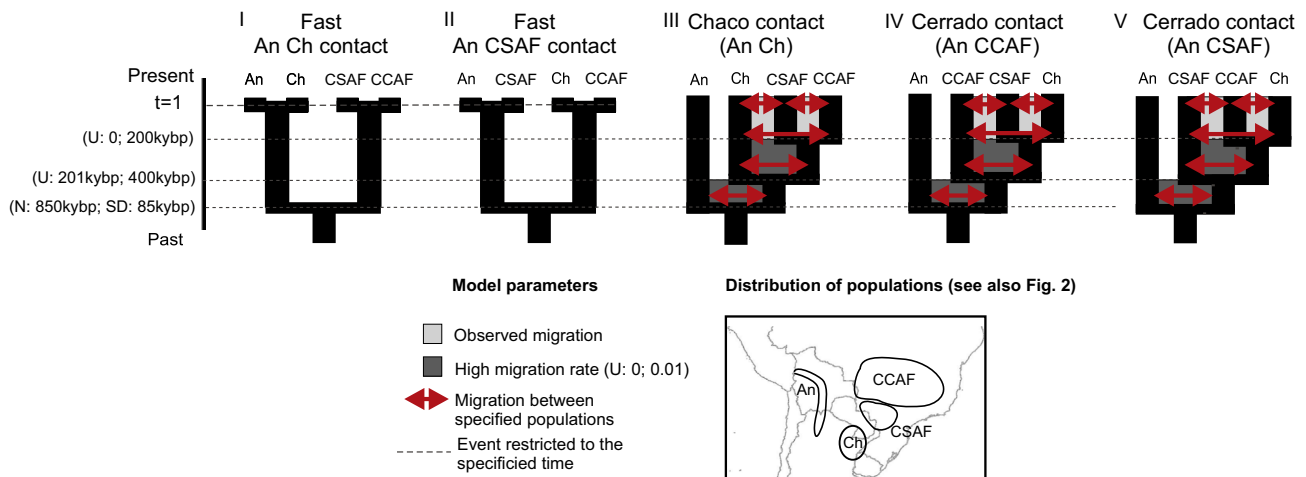 I Fast
An Ch contact
II Fast
An CSAF contact
III Chaco contact
(An Ch)
IV Cerrado contact
(An CCAF)
V Cerrado contact
(An CSAF)
Present
An Ch CSAF CCAF
An CSAF Ch CCAF
An Ch CSAF CCAF
An CCAF CSAF Ch
An CSAF CCAF Ch
t=1
(U: 0; 200kybp)
(U: 201kybp; 400kybp)
(N: 850kybp; SD: 85kybp)
Past
Model parameters
Observed migration
High migration rate (U: 0; 0.01)
Migration between
specified populations
Event restricted to the
specificied time
Distribution of populations (see also Fig. 2)
CCAF
An
CSAF
Ch